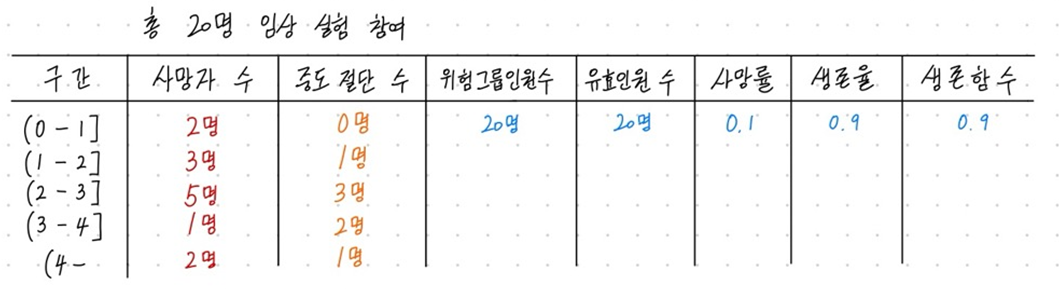 총 20명 임상 실험 참여
구간 사망자 수 중도 절단 수 위험그룹인원수 유효인원 수 사망률 생존율 생존함수
(0 - 1] 2명 0명 20명 20명 0.1 0.9 0.9
(1 - 2] 3명 1명
(2 - 3] 5명 3명
(3 - 4] 1명 2명
(4 - 2명 1명